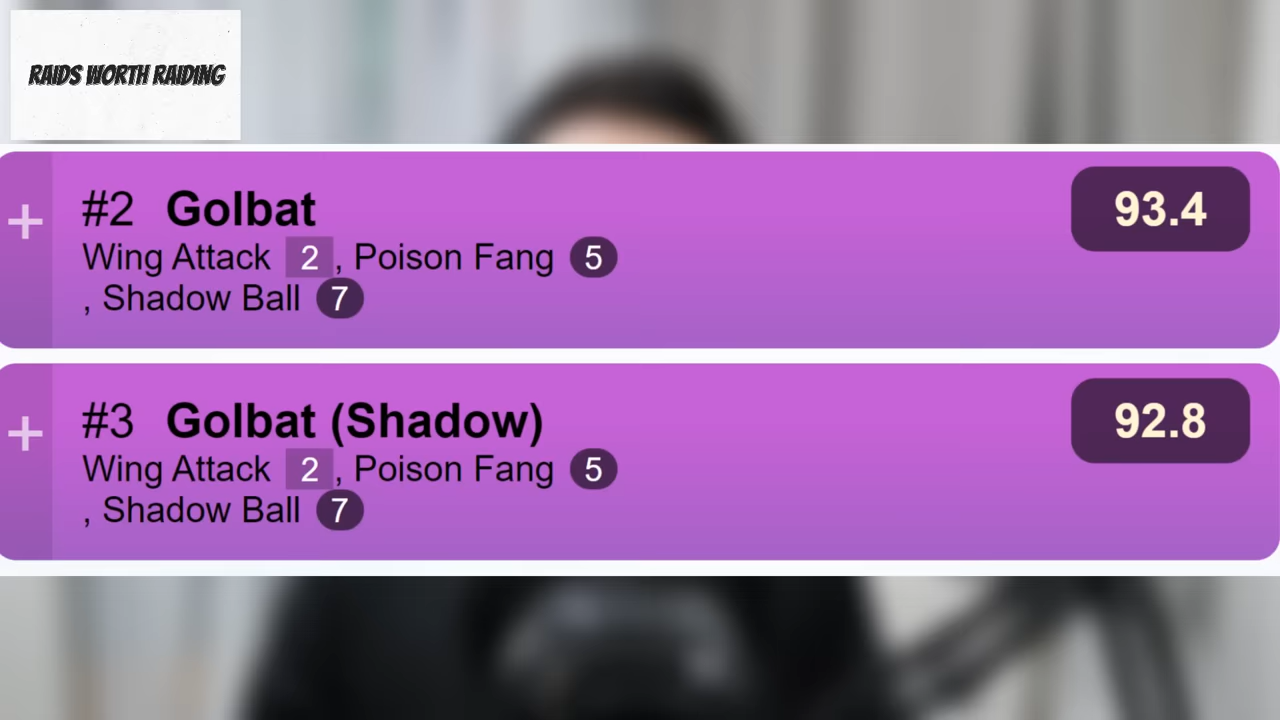 RAIDS WORTH RAIDING
+ #2 Golbat 93.4
Wing Attack 2 , Poison Fang 5
, Shadow Ball 7
+ #3 Golbat (Shadow) 92.8
Wing Attack 2 , Poison Fang 5
, Shadow Ball 7